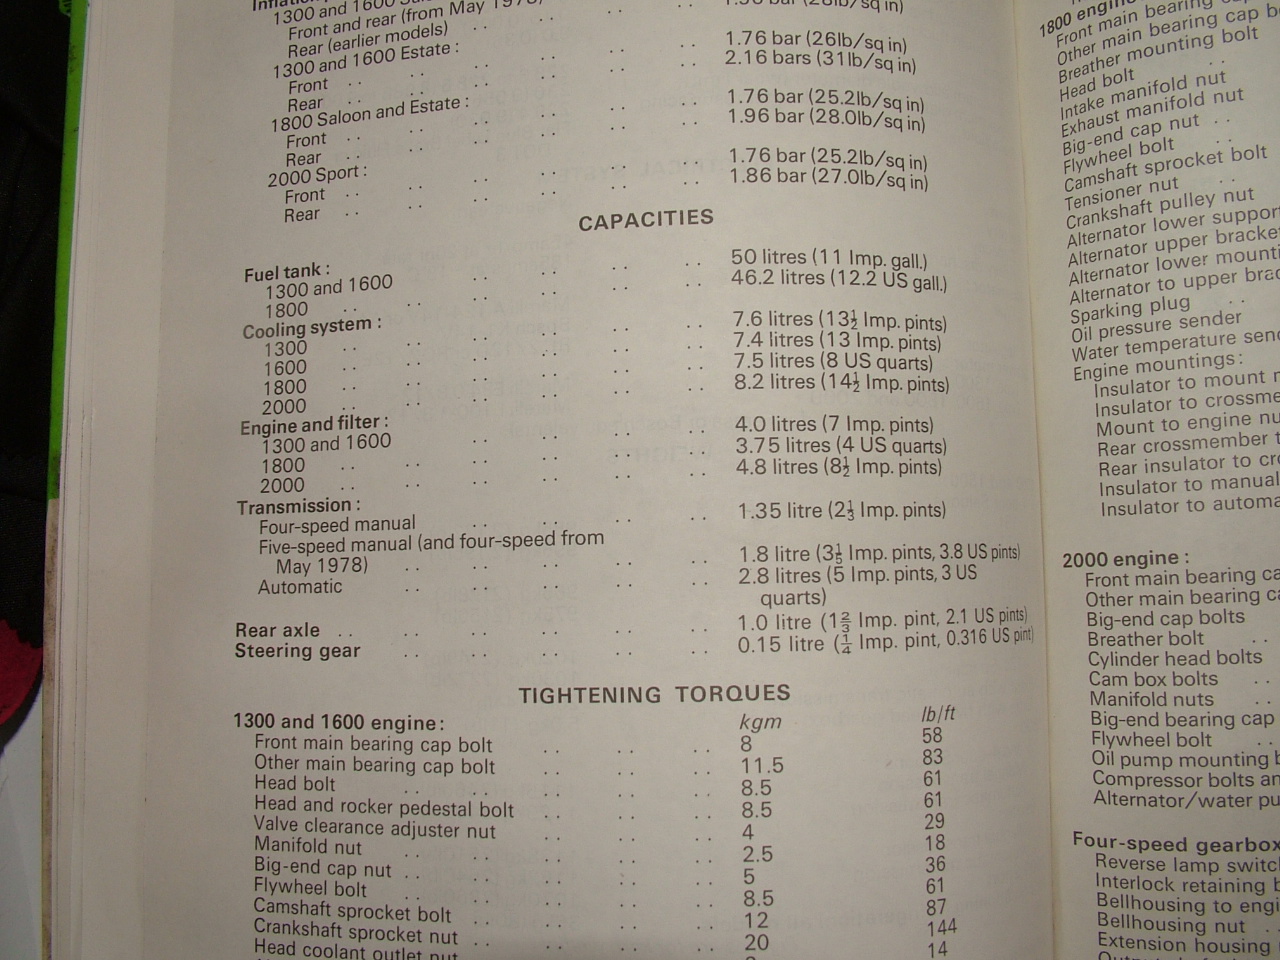 1300 and 1600
Front and rear (from May 1978)
Rear (earlier models) .. .. .. ..
1300 and 1600 Estate :
Front .. .. .. .. .. 1.76 bar (26lb/sq in)
Rear .. .. .. .. .. 2.16 bars (31lb/sq in)
1800 Saloon and Estate :
Front .. .. .. .. .. 1.76 bar (25.2lb/sq in)
Rear .. .. .. .. .. 1.96 bar (28.0lb/sq in)
2000 Sport :
Front .. .. .. .. .. 1.76 bar (25.2lb/sq in)
Rear .. .. .. .. .. 1.86 bar (27.0lb/sq in)
CAPACITIES
Fuel tank :
1300 and 1600 .. .. .. .. 50 litres (11 Imp. gall.)
1800 .. .. .. .. .. 46.2 litres (12.2 US gall.)
Cooling system :
1300 .. .. .. .. .. 7.6 litres (13½ Imp. pints)
1600 .. .. .. .. .. 7.4 litres (13 Imp. pints)
1800 .. .. .. .. .. 7.5 litres (8 US quarts)
2000 .. .. .. .. .. 8.2 litres (14½ Imp. pints)
Engine and filter :
1300 and 1600 .. .. .. .. 4.0 litres (7 Imp. pints)
1800 .. .. .. .. .. 3.75 litres (4 US quarts)
2000 .. .. .. .. .. 4.8 litres (8½ Imp. pints)
Transmission :
Four-speed manual .. .. .. .. 1.35 litre (2⅓ Imp. pints)
Five-speed manual (and four-speed from
May 1978) .. .. .. .. 1.8 litre (3⅕ Imp. pints, 3.8 US pints)
Automatic .. .. .. .. 2.8 litres (5 Imp. pints, 3 US
quarts)
Rear axle .. .. .. .. .. 1.0 litre (1⅔ Imp. pint, 2.1 US pints)
Steering gear .. .. .. .. 0.15 litre (¼ Imp. pint, 0.316 US pint)
TIGHTENING TORQUES
1300 and 1600 engine : kgm lb/ft
Front main bearing cap bolt .. .. .. 8 58
Other main bearing cap bolt .. .. .. 11.5 83
Head bolt .. .. .. .. 8.5 61
Head and rocker pedestal bolt .. .. .. 8.5 61
Valve clearance adjuster nut .. .. .. 4 29
Manifold nut .. .. .. .. 2.5 18
Big-end cap nut .. .. .. .. 5 36
Flywheel bolt .. .. .. .. 8.5 61
Camshaft sprocket bolt .. .. .. .. 12 87
Crankshaft sprocket nut .. .. .. .. 20 144
Head coolant outlet nut 14
1800 engine
Front main bearing
Other main bearing cap
Breather mounting bolt
Head bolt ..
Intake manifold nut
Exhaust manifold nut
Big-end cap nut ..
Flywheel bolt ..
Camshaft sprocket bolt
Tensioner nut ..
Crankshaft pulley nut
Alternator lower support
Alternator upper bracket
Alternator lower
Alternator to upper
Sparking plug ..
Oil pressure sender
Water temperature
Engine mountings :
Insulator to mount
Insulator to
Mount to engine
Rear crossmember
Rear insulator to
Insulator to manual
Insulator to
2000 engine :
Front main bearing
Other main bearing
Big-end cap bolts
Breather bolt ..
Cylinder head bolts
Cam box bolts ..
Manifold nuts ..
Big-end bearing cap
Flywheel bolt ..
Oil pump mounting
Compressor bolts
Alternator/water
Four-speed gearbox
Reverse lamp
Interlock retaining
Bellhousing to
Bellhousing nut ..
Extension housing